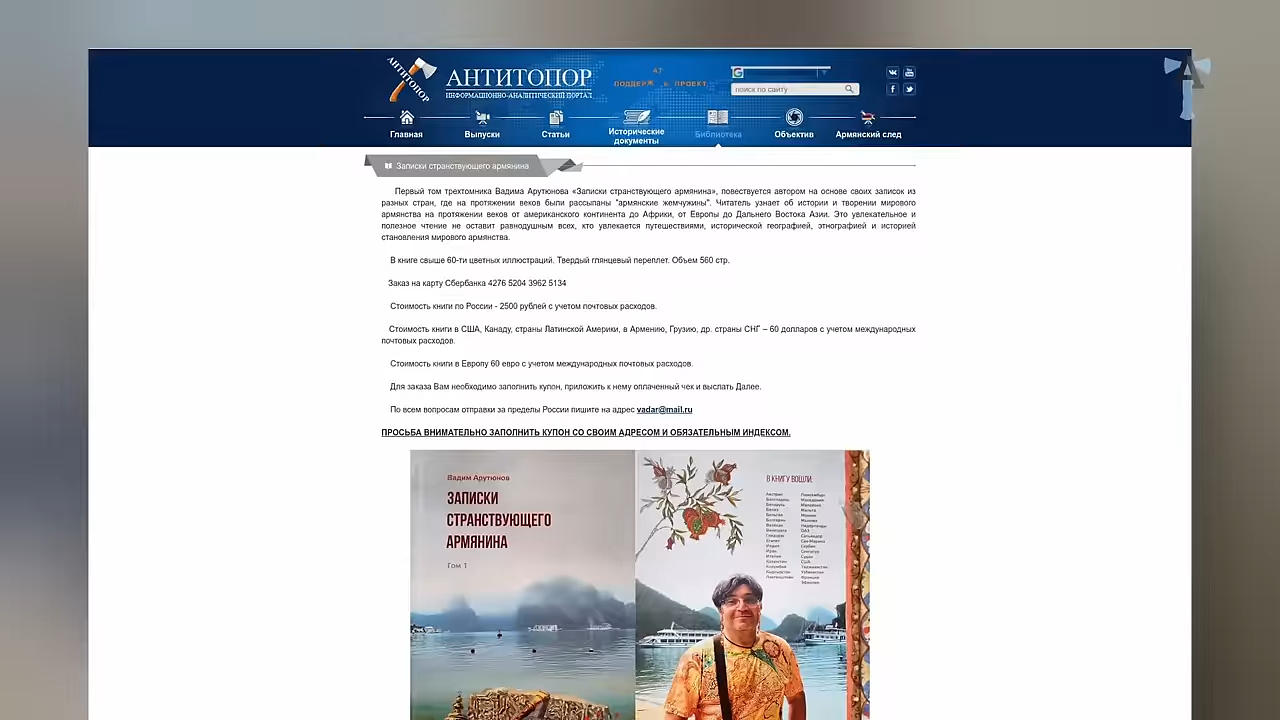 АНТИТОПОР
АНТИТОПОР
ИНФОРМАЦИОННО-АНАЛИТИЧЕСКИЙ ПОРТАЛ
поиск по сайту
Главная
Выпуски
Статьи
Исторические
документы
Библиотека
Объектив
Армянский след
Записки странствующего армянина
Первый том трехтомника Вадима Арутюнова «Записки странствующего армянина», повествуется автором на основе своих записок из
разных стран, где на протяжении веков были рассыпаны "армянские жемчужины". Читатель узнает об истории и творении мирового
армянства на протяжении веков от американского континента до Африки, от Европы до Дальнего Востока Азии. Это увлекательное и
полезное чтение не оставит равнодушным всех, кто увлекается путешествиями, исторической географией, этнографией и историей
становления мирового армянства.
В книге свыше 60-ти цветных иллюстраций. Твердый глянцевый переплет. Объем 560 стр.
Заказ на карту Сбербанка 4276 5204 3962 5134
Стоимость книги по России - 2500 рублей с учетом почтовых расходов.
Стоимость книги в США, Канаду, страны Латинской Америки, в Армению, Грузию, др. страны СНГ – 60 долларов с учетом международных
почтовых расходов.
Стоимость книги в Европу 60 евро с учетом международных почтовых расходов.
Для заказа Вам необходимо заполнить купон, приложить к нему оплаченный чек и выслать Далее.
По всем вопросам отправки за пределы России пишите на адрес vadar@mail.ru
ПРОСЬБА ВНИМАТЕЛЬНО ЗАПОЛНИТЬ КУПОН СО СВОИМ АДРЕСОМ И ОБЯЗАТЕЛЬНЫМ ИНДЕКСОМ.
Вадим Арутюнов
ЗАПИСКИ
СТРАНСТВУЮЩЕГО
АРМЯНИНА
Том 1
В КНИГУ ВОШЛИ: